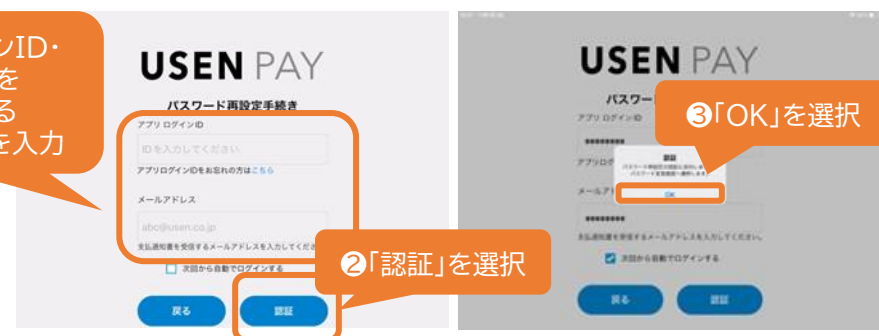 ンID・
を
る
を入力
USEN PAY
パスワード再設定手続き
アプリ ログインID
IDを入力してください
アプリログインIDをお忘れの方はこちら
メールアドレス
abc@usen.co.jp
支払通知書を受信するメールアドレスを入力してくださ
次回から自動でログインする
戻る
認証
❷「認証」を選択
USEN PAY
パスワー
❸「OK」を選択
アプリ ログインID
アプリログ
認証
OK
メールア
支払通知書を受信するメールアドレスを入力してください。
次回から自動でログインする
戻る
認証